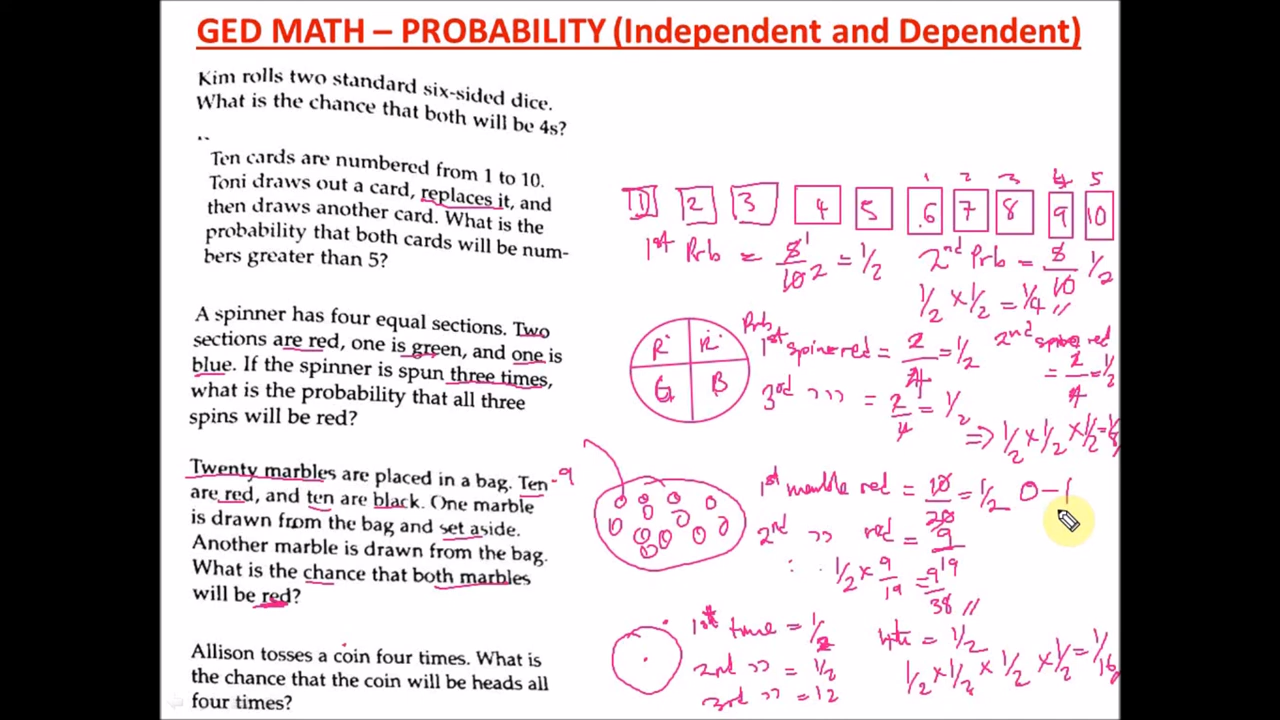 GED MATH – PROBABILITY (Independent and Dependent)
Kim rolls two standard six-sided dice.
What is the chance that both will be 4s?
..
Ten cards are numbered from 1 to 10.
Toni draws out a card, replaces it, and
then draws another card. What is the
probability that both cards will be num-
bers greater than 5?
1 2 3 4 5 6 7 8 9 10
1 2 3 4 5
1st Prb = 5/10 = 1/2
2nd Prb = 5/10 1/2
1/2 × 1/2 = 1/4 //
A spinner has four equal sections. Two
sections are red, one is green, and one is
blue. If the spinner is spun three times,
what is the probability that all three
spins will be red?
R R
G B
Prb
1st spin red = 2/4 = 1/2
2nd spin red
= 2/4 = 1/2
3rd >>> = 2/4 = 1/2
=> 1/2 × 1/2 × 1/2 = 1/8
Twenty marbles are placed in a bag. Ten - 9
are red, and ten are black. One marble
is drawn from the bag and set aside.
Another marble is drawn from the bag.
What is the chance that both marbles
will be red?
1st marble red = 10/20 = 1/2 0 – 1
2nd >> red = 9/19
1/2 × 9/19 = 9/38 //
Allison tosses a coin four times. What is
the chance that the coin will be heads all
four times?
1st time = 1/2
2nd >> = 1/2
3rd >> = 12
4th = 1/2
1/2 × 1/2 × 1/2 × 1/2 = 1/16